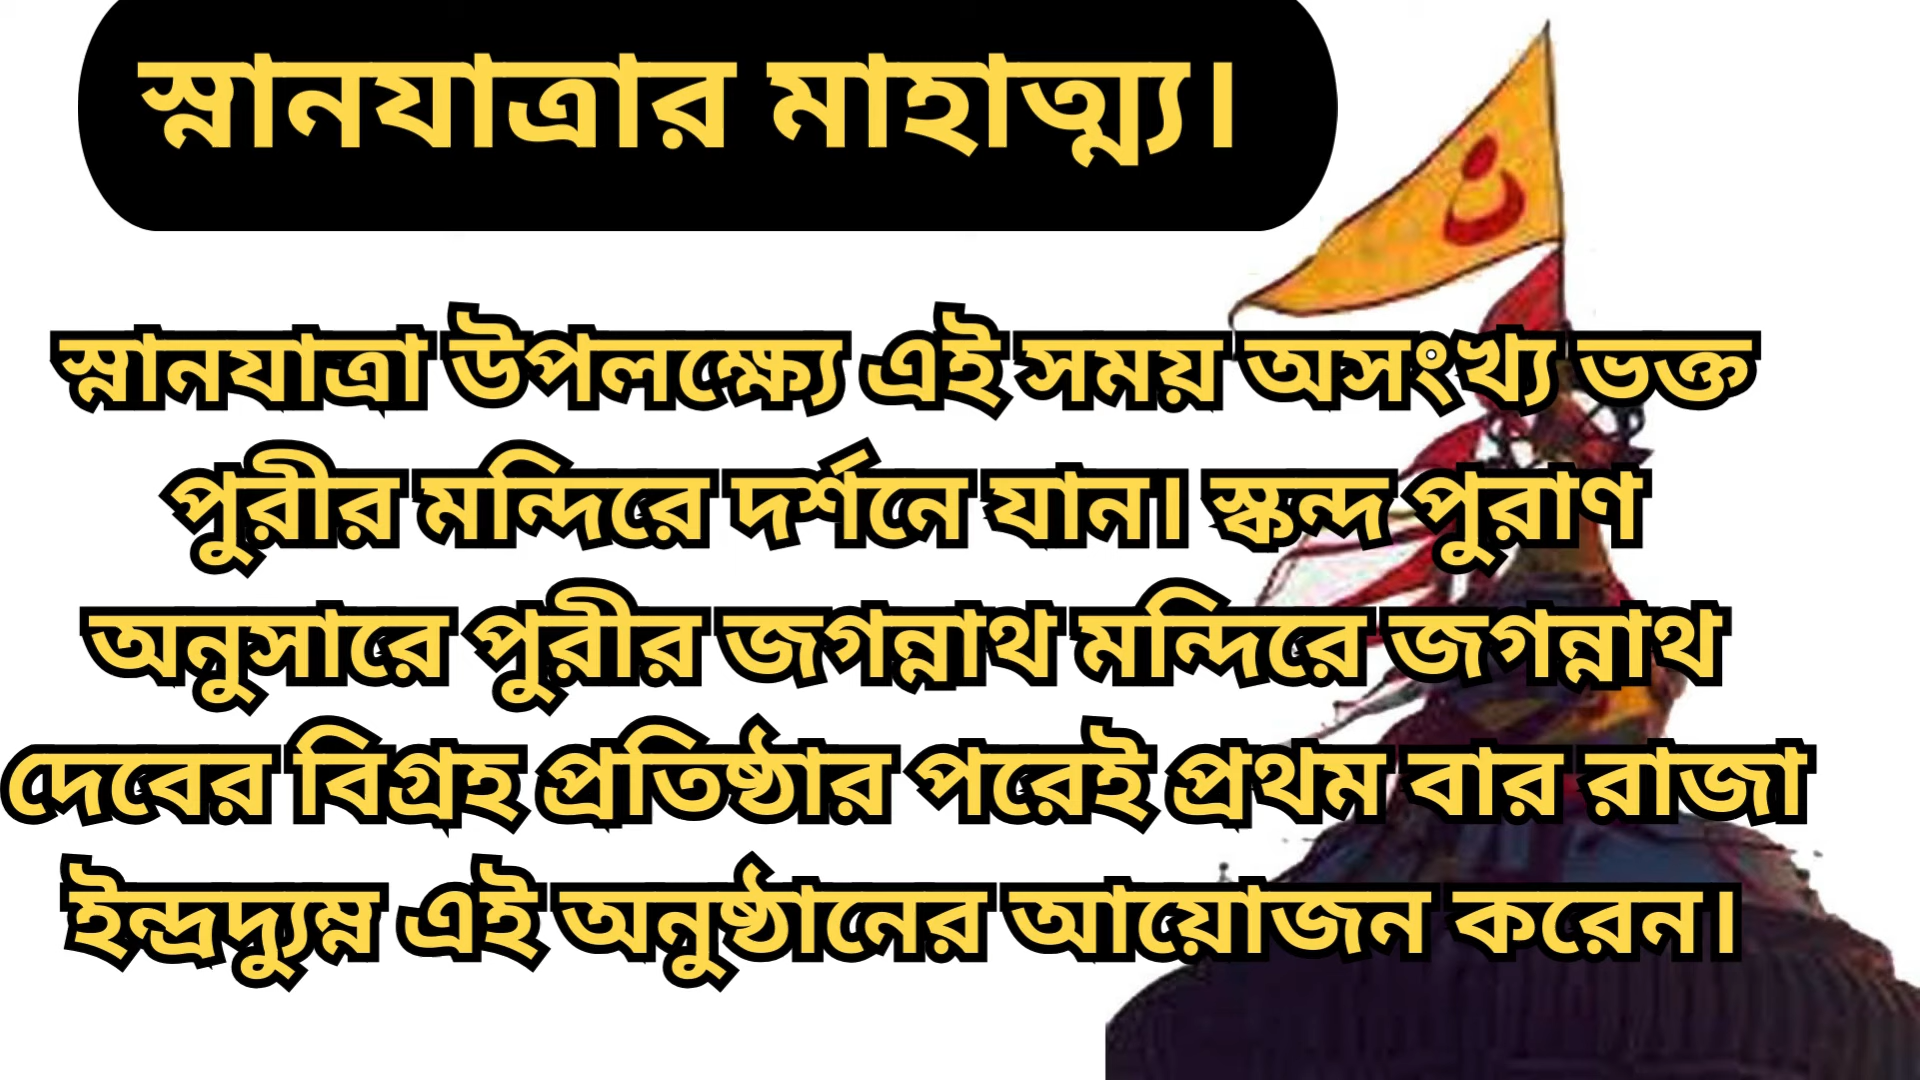 স্নানযাত্রার মাহাত্ম্য।
স্নানযাত্রা উপলক্ষ্যে এই সময় অসংখ্য ভক্ত
পুরীর মন্দিরে দর্শনে যান। স্কন্দ পুরাণ
অনুসারে পুরীর জগন্নাথ মন্দিরে জগন্নাথ
দেবের বিগ্রহ প্রতিষ্ঠার পরেই প্রথম বার রাজা
ইন্দ্রদ্যুম্ন এই অনুষ্ঠানের আয়োজন করেন।